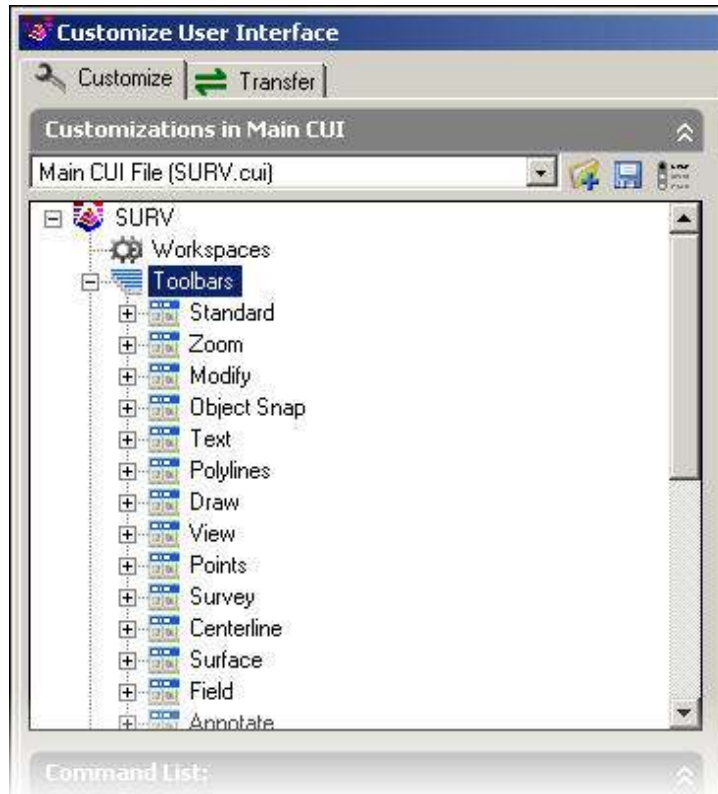 Customize User Interface
Customize
Transfer
Customizations in Main CUI
Main CUI File (SURV.cui)
SURV
Workspaces
Toolbars
Standard
Zoom
Modify
Object Snap
Text
Polylines
Draw
View
Points
Survey
Centerline
Surface
Field
Annotate
Command List: